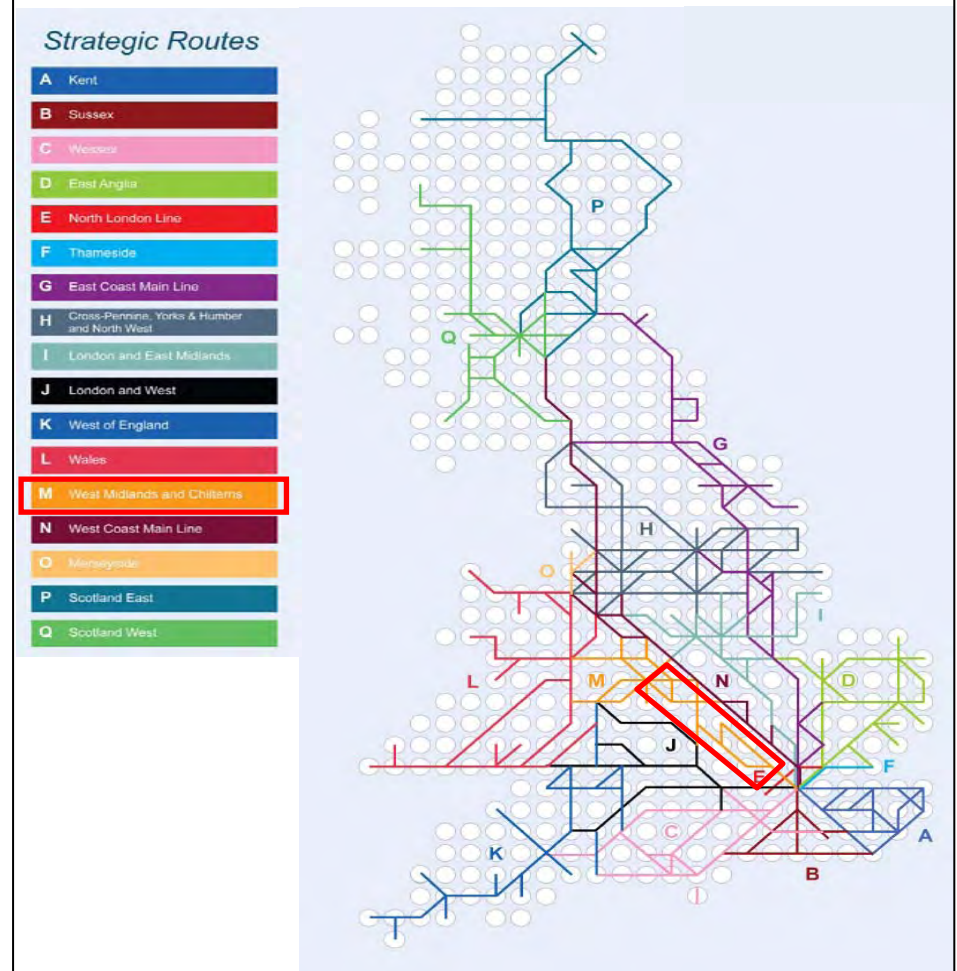 Strategic Routes
A Kent
B Sussex
C Wessex
D East Anglia
E North London Line
F Thameside
G East Coast Main Line
H Cross-Pennine, Yorks & Humber
and North West
I London and East Midlands
J London and West
K West of England
L Wales
M West Midlands and Chilterns
N West Coast Main Line
O Merseyside
P Scotland East
Q Scotland West
P
Q
G
H
O
I
L
M
N
D
J
E
F
C
A
K
B
I